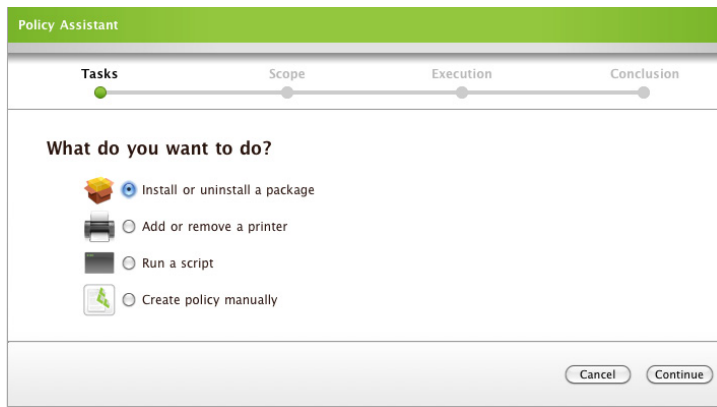 Policy Assistant
Tasks Scope Execution Conclusion
What do you want to do?
Install or uninstall a package
Add or remove a printer
Run a script
Create policy manually
Cancel Continue